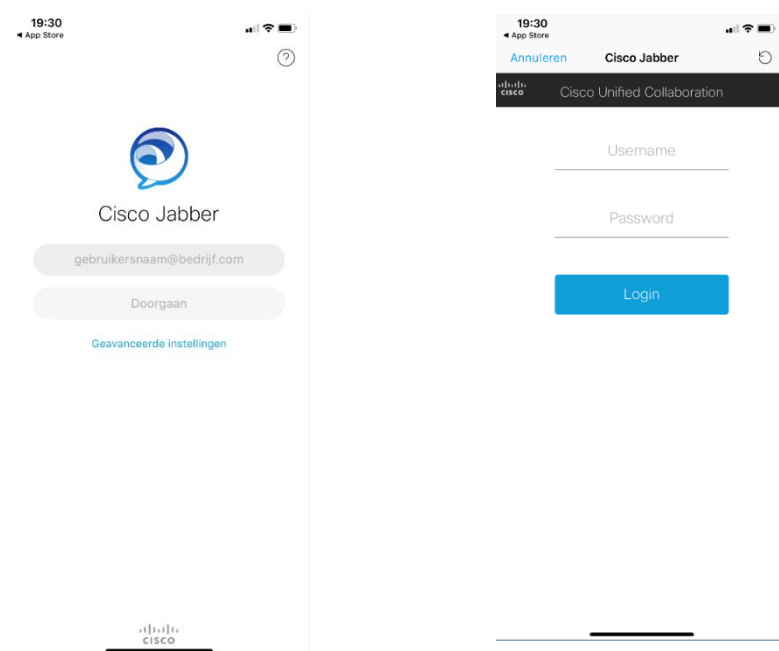 19:30
◀ App Store
Cisco Jabber
gebruikersnaam@bedrijf.com
Doorgaan
Geavanceerde instellingen
CISCO
19:30
◀ App Store
Annuleren Cisco Jabber
CISCO Cisco Unified Collaboration
Username
Password
Login